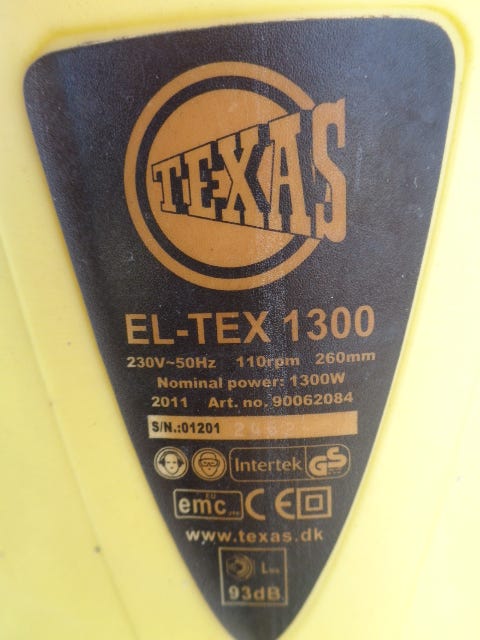 TEXAS
EL-TEX 1300
230V~50Hz 110rpm 260mm
Nominal power: 1300W
2011 Art. no. 90062084
S/N.:01201
Intertek GS
EU
emc CE
www.texas.dk
93dB